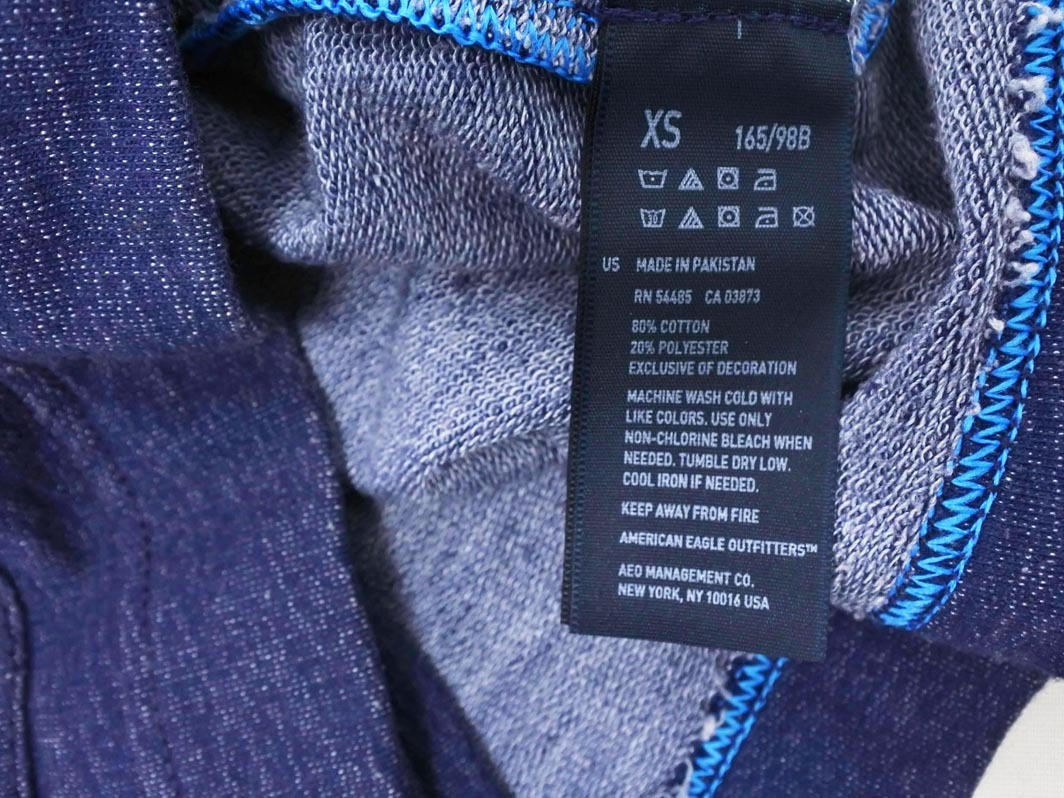 XS 165/98B
30
US MADE IN PAKISTAN
RN 54485 CA 03873
80% COTTON
20% POLYESTER
EXCLUSIVE OF DECORATION
MACHINE WASH COLD WITH
LIKE COLORS. USE ONLY
NON-CHLORINE BLEACH WHEN
NEEDED. TUMBLE DRY LOW.
COOL IRON IF NEEDED.
KEEP AWAY FROM FIRE
AMERICAN EAGLE OUTFITTERS™
AEO MANAGEMENT CO.
NEW YORK, NY 10016 USA